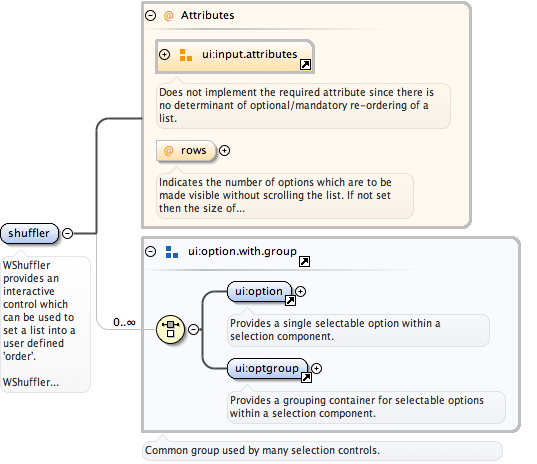 @ Attributes
ui:input.attributes
Does not implement the required attribute since there is
no determinant of optional/mandatory re-ordering of a
list.
@ rows
Indicates the number of options which are to be
made visible without scrolling the list. If not set
then the size of...
shuffler
WShuffler
provides an
interactive
control which
can be used to
set a list into a
user defined
'order'.
WShuffler...
0..∞
ui:option.with.group
ui:option
Provides a single selectable option within a
selection component.
ui:optgroup
Provides a grouping container for selectable options
within a selection component.
Common group used by many selection controls.